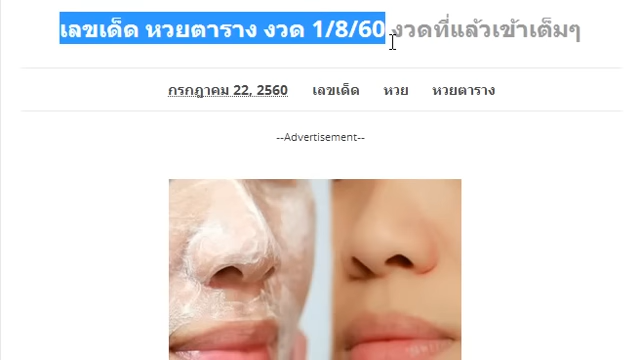 เลขเด็ด หวยตาราง งวด 1/8/60 งวดที่แล้วเข้าเต็มๆ
กรกฎาคม 22, 2560 เลขเด็ด หวย หวยตาราง
--Advertisement--